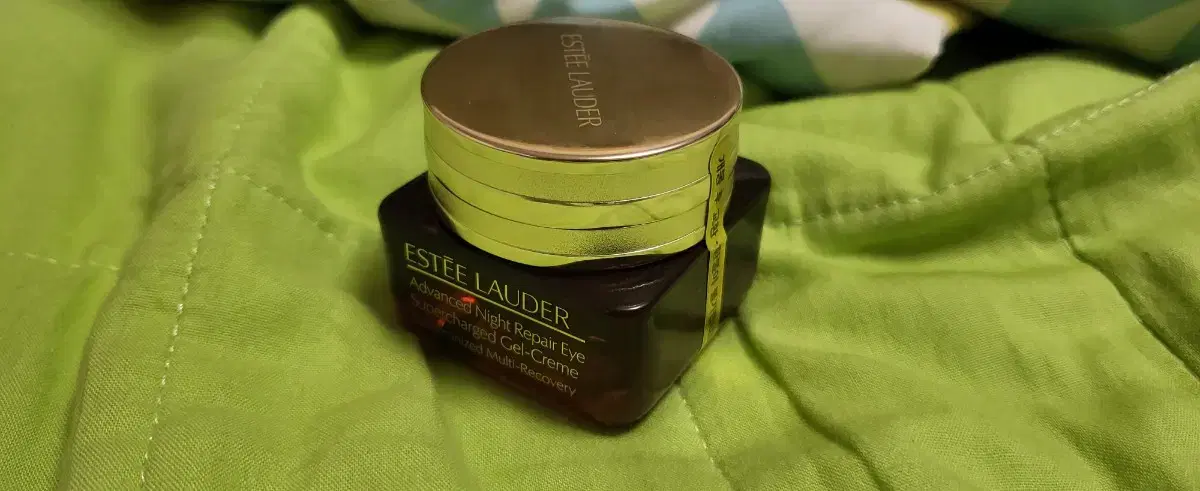 ESTĒE LAUDER
ESTĒE LAUDER
Advanced Night Repair Eye
Supercharged Gel-Creme
Multi-Recovery